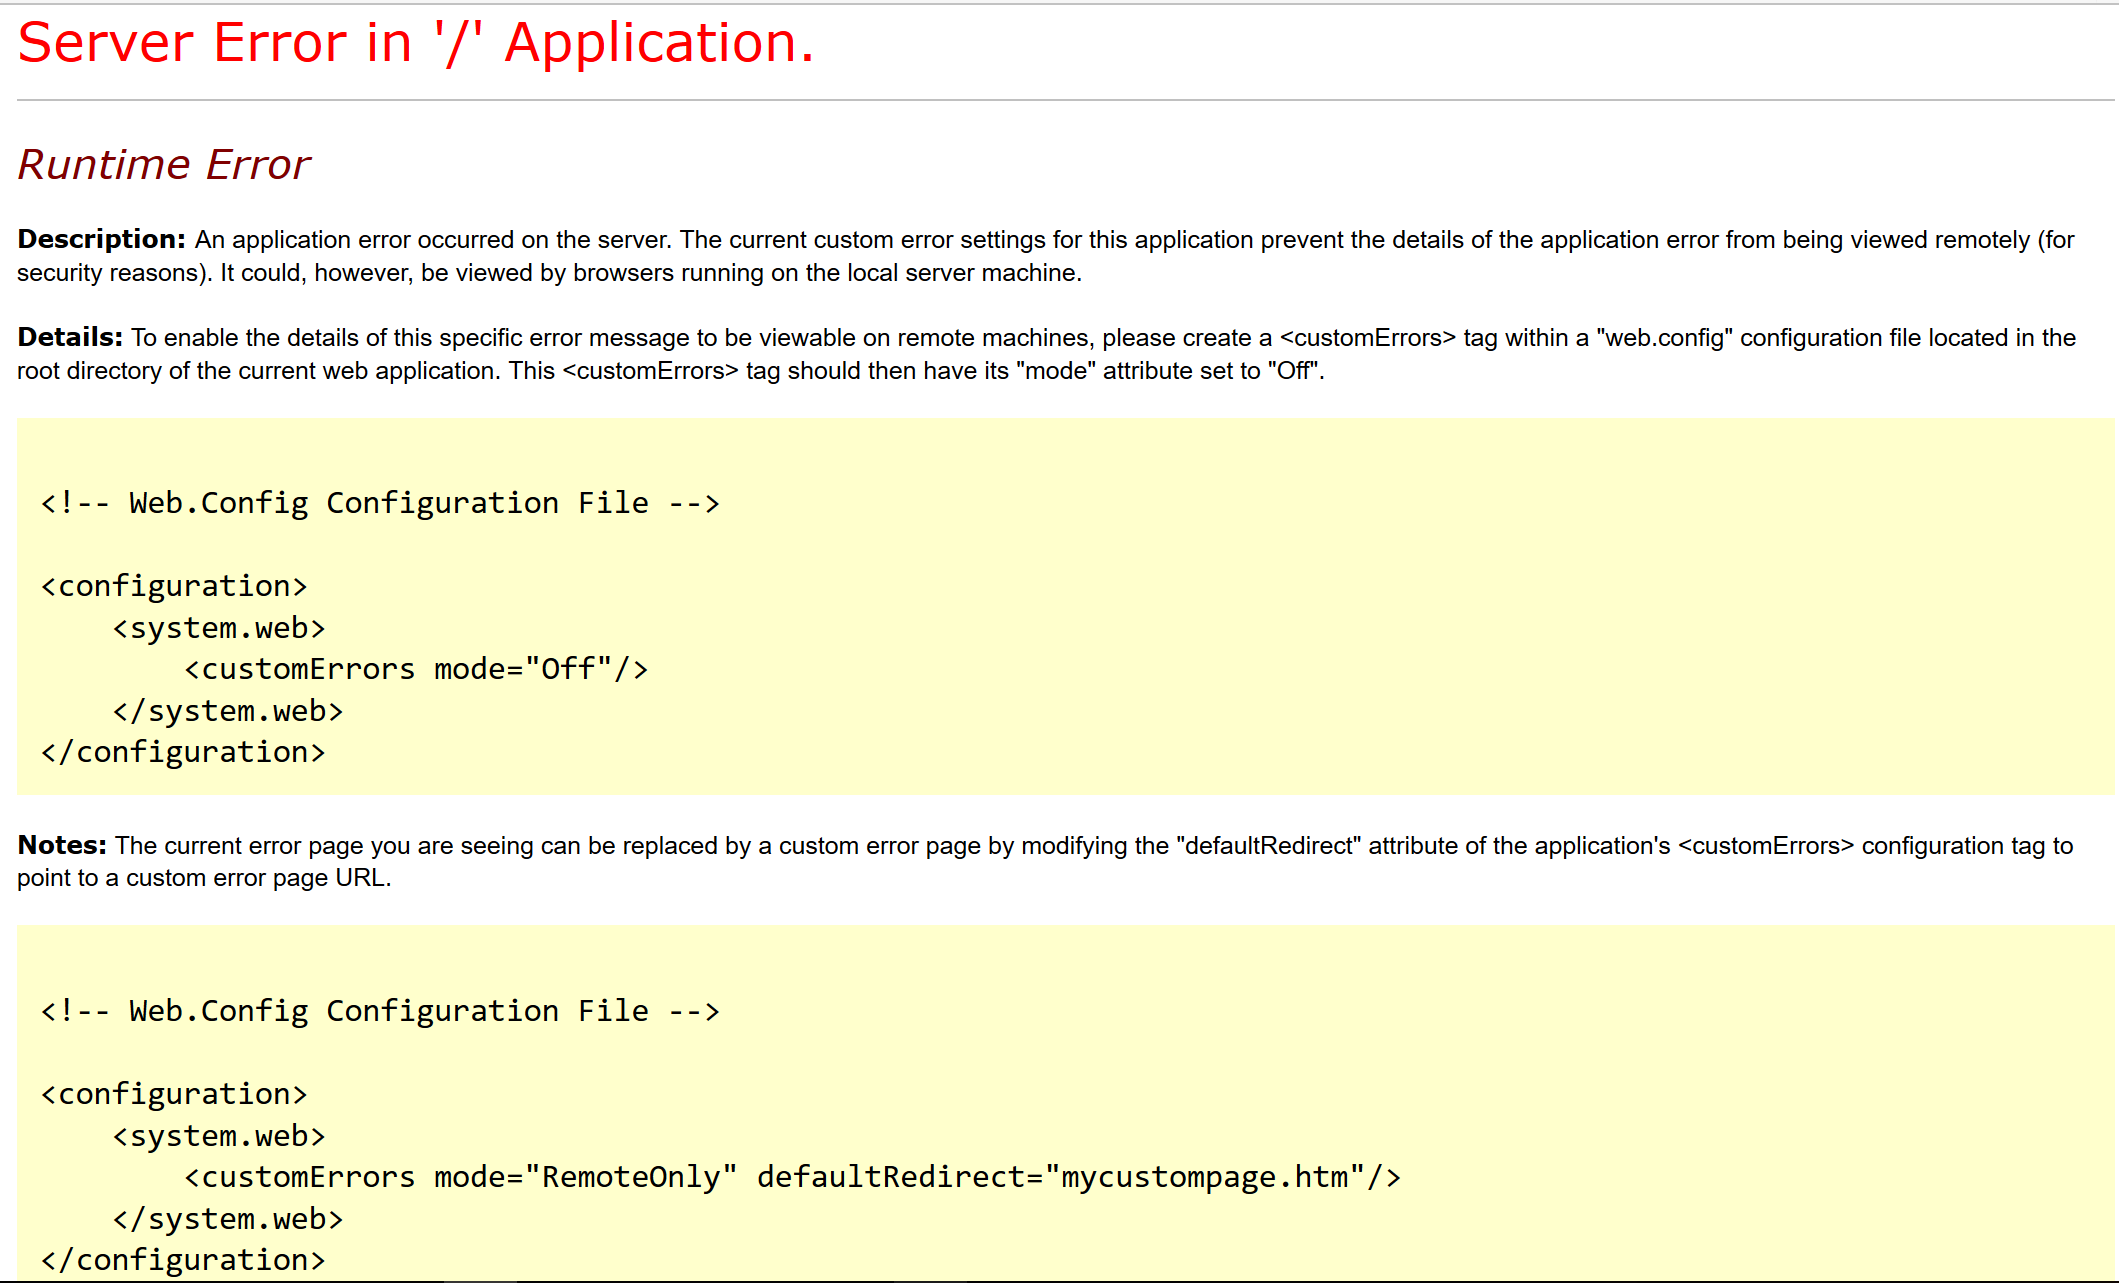 Server Error in '/' Application.
Runtime Error
Description: An application error occurred on the server. The current custom error settings for this application prevent the details of the application error from being viewed remotely (for
security reasons). It could, however, be viewed by browsers running on the local server machine.
Details: To enable the details of this specific error message to be viewable on remote machines, please create a <customErrors> tag within a "web.config" configuration file located in the
root directory of the current web application. This <customErrors> tag should then have its "mode" attribute set to "Off".
<!-- Web.Config Configuration File -->
<configuration>
    <system.web>
        <customErrors mode="Off"/>
    </system.web>
</configuration>
Notes: The current error page you are seeing can be replaced by a custom error page by modifying the "defaultRedirect" attribute of the application's <customErrors> configuration tag to
point to a custom error page URL.
<!-- Web.Config Configuration File -->
<configuration>
    <system.web>
        <customErrors mode="RemoteOnly" defaultRedirect="mycustompage.htm"/>
    </system.web>
</configuration>